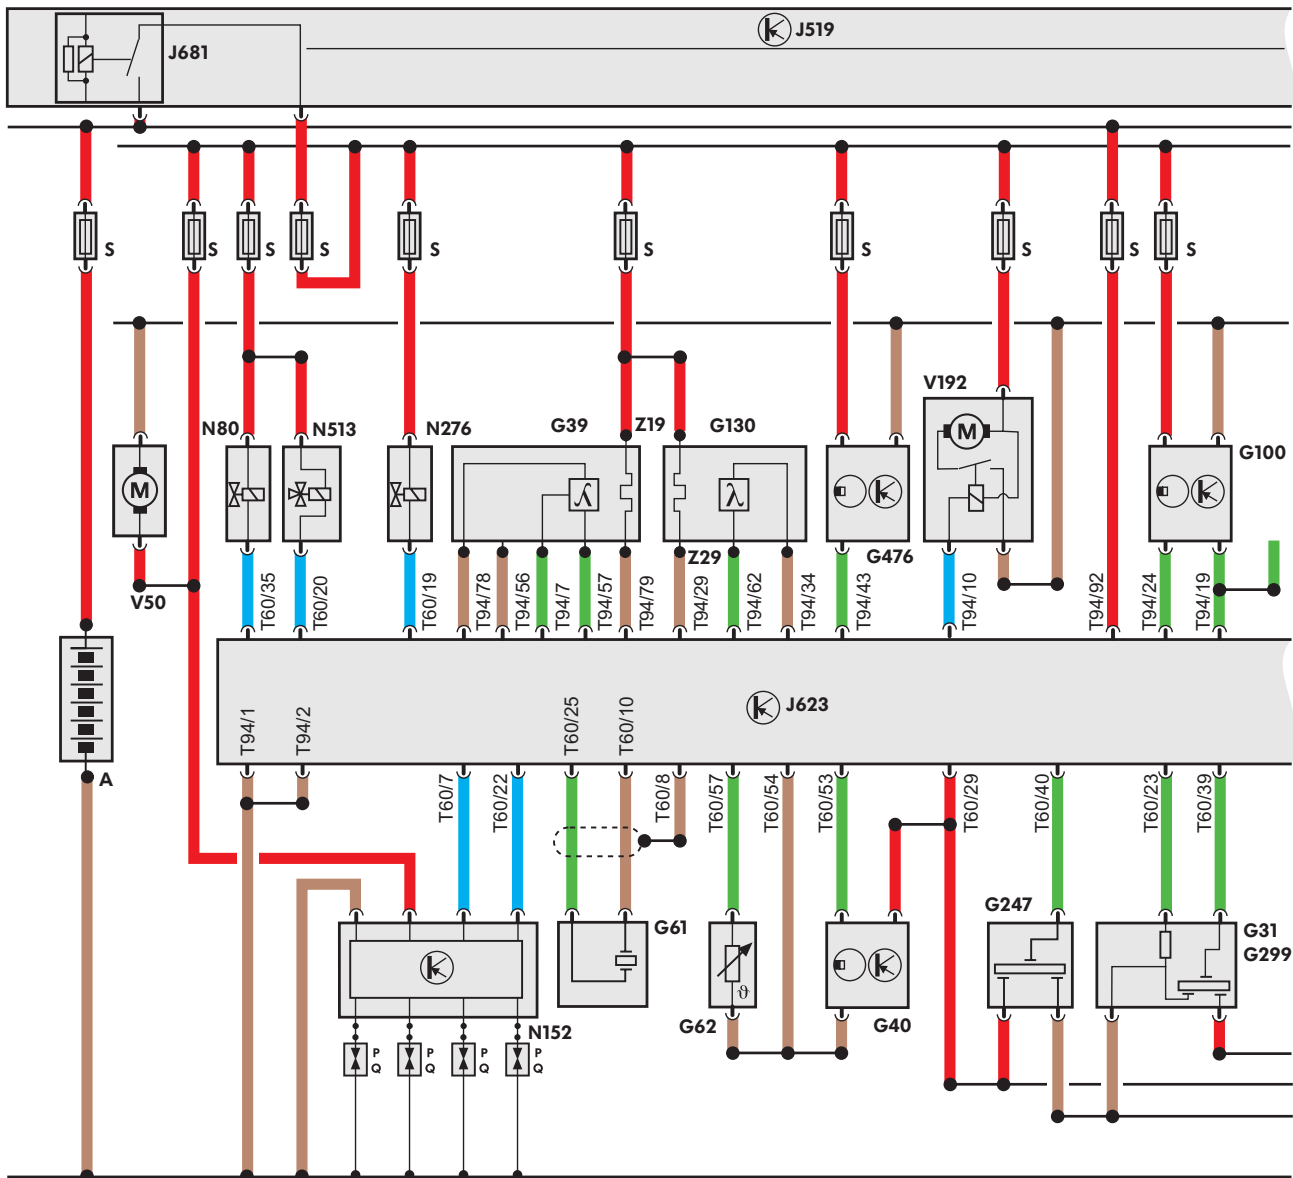 J519
J681
S S S S S S S S S S
V192
N80 N513 N276 G39 Z19 G130
G100
M
M
λ λ
G476
Z29
V50
T60/35 T60/20 T60/19 T94/78 T94/56 T94/7 T94/57 T94/79 T94/29 T94/62 T94/34 T94/43 T94/10 T94/92 T94/24 T94/19
J623
T94/1 T94/2 T60/25 T60/10
A
T60/7 T60/22 T60/8 T60/57 T60/54 T60/53 T60/29 T60/40 T60/23 T60/39
G247
G61
G31
G299
ϑ
G62 G40
N152
P P P P
Q Q Q Q